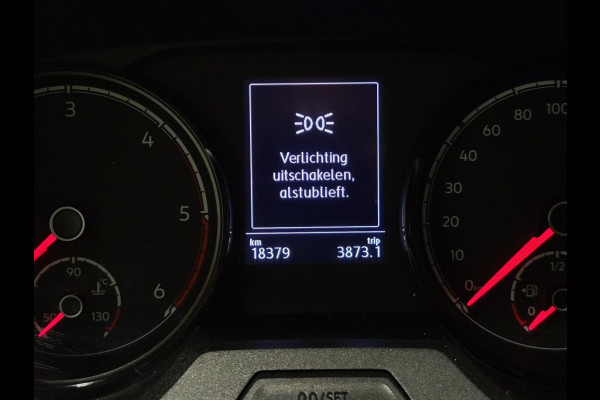 3
4
5
6
90
°C
50
130
Verlichting
uitschakelen,
alstublieft.
km
trip
18379
3873.1
100
80
60
40
20
10
0
1/2
0
0.0/SET